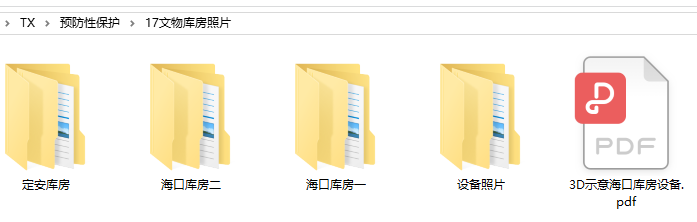 TX > 预防性保护 > 17文物库房照片
定安库房
海口库房二
海口库房一
设备照片
PDF
3D示意海口库房设备.
pdf